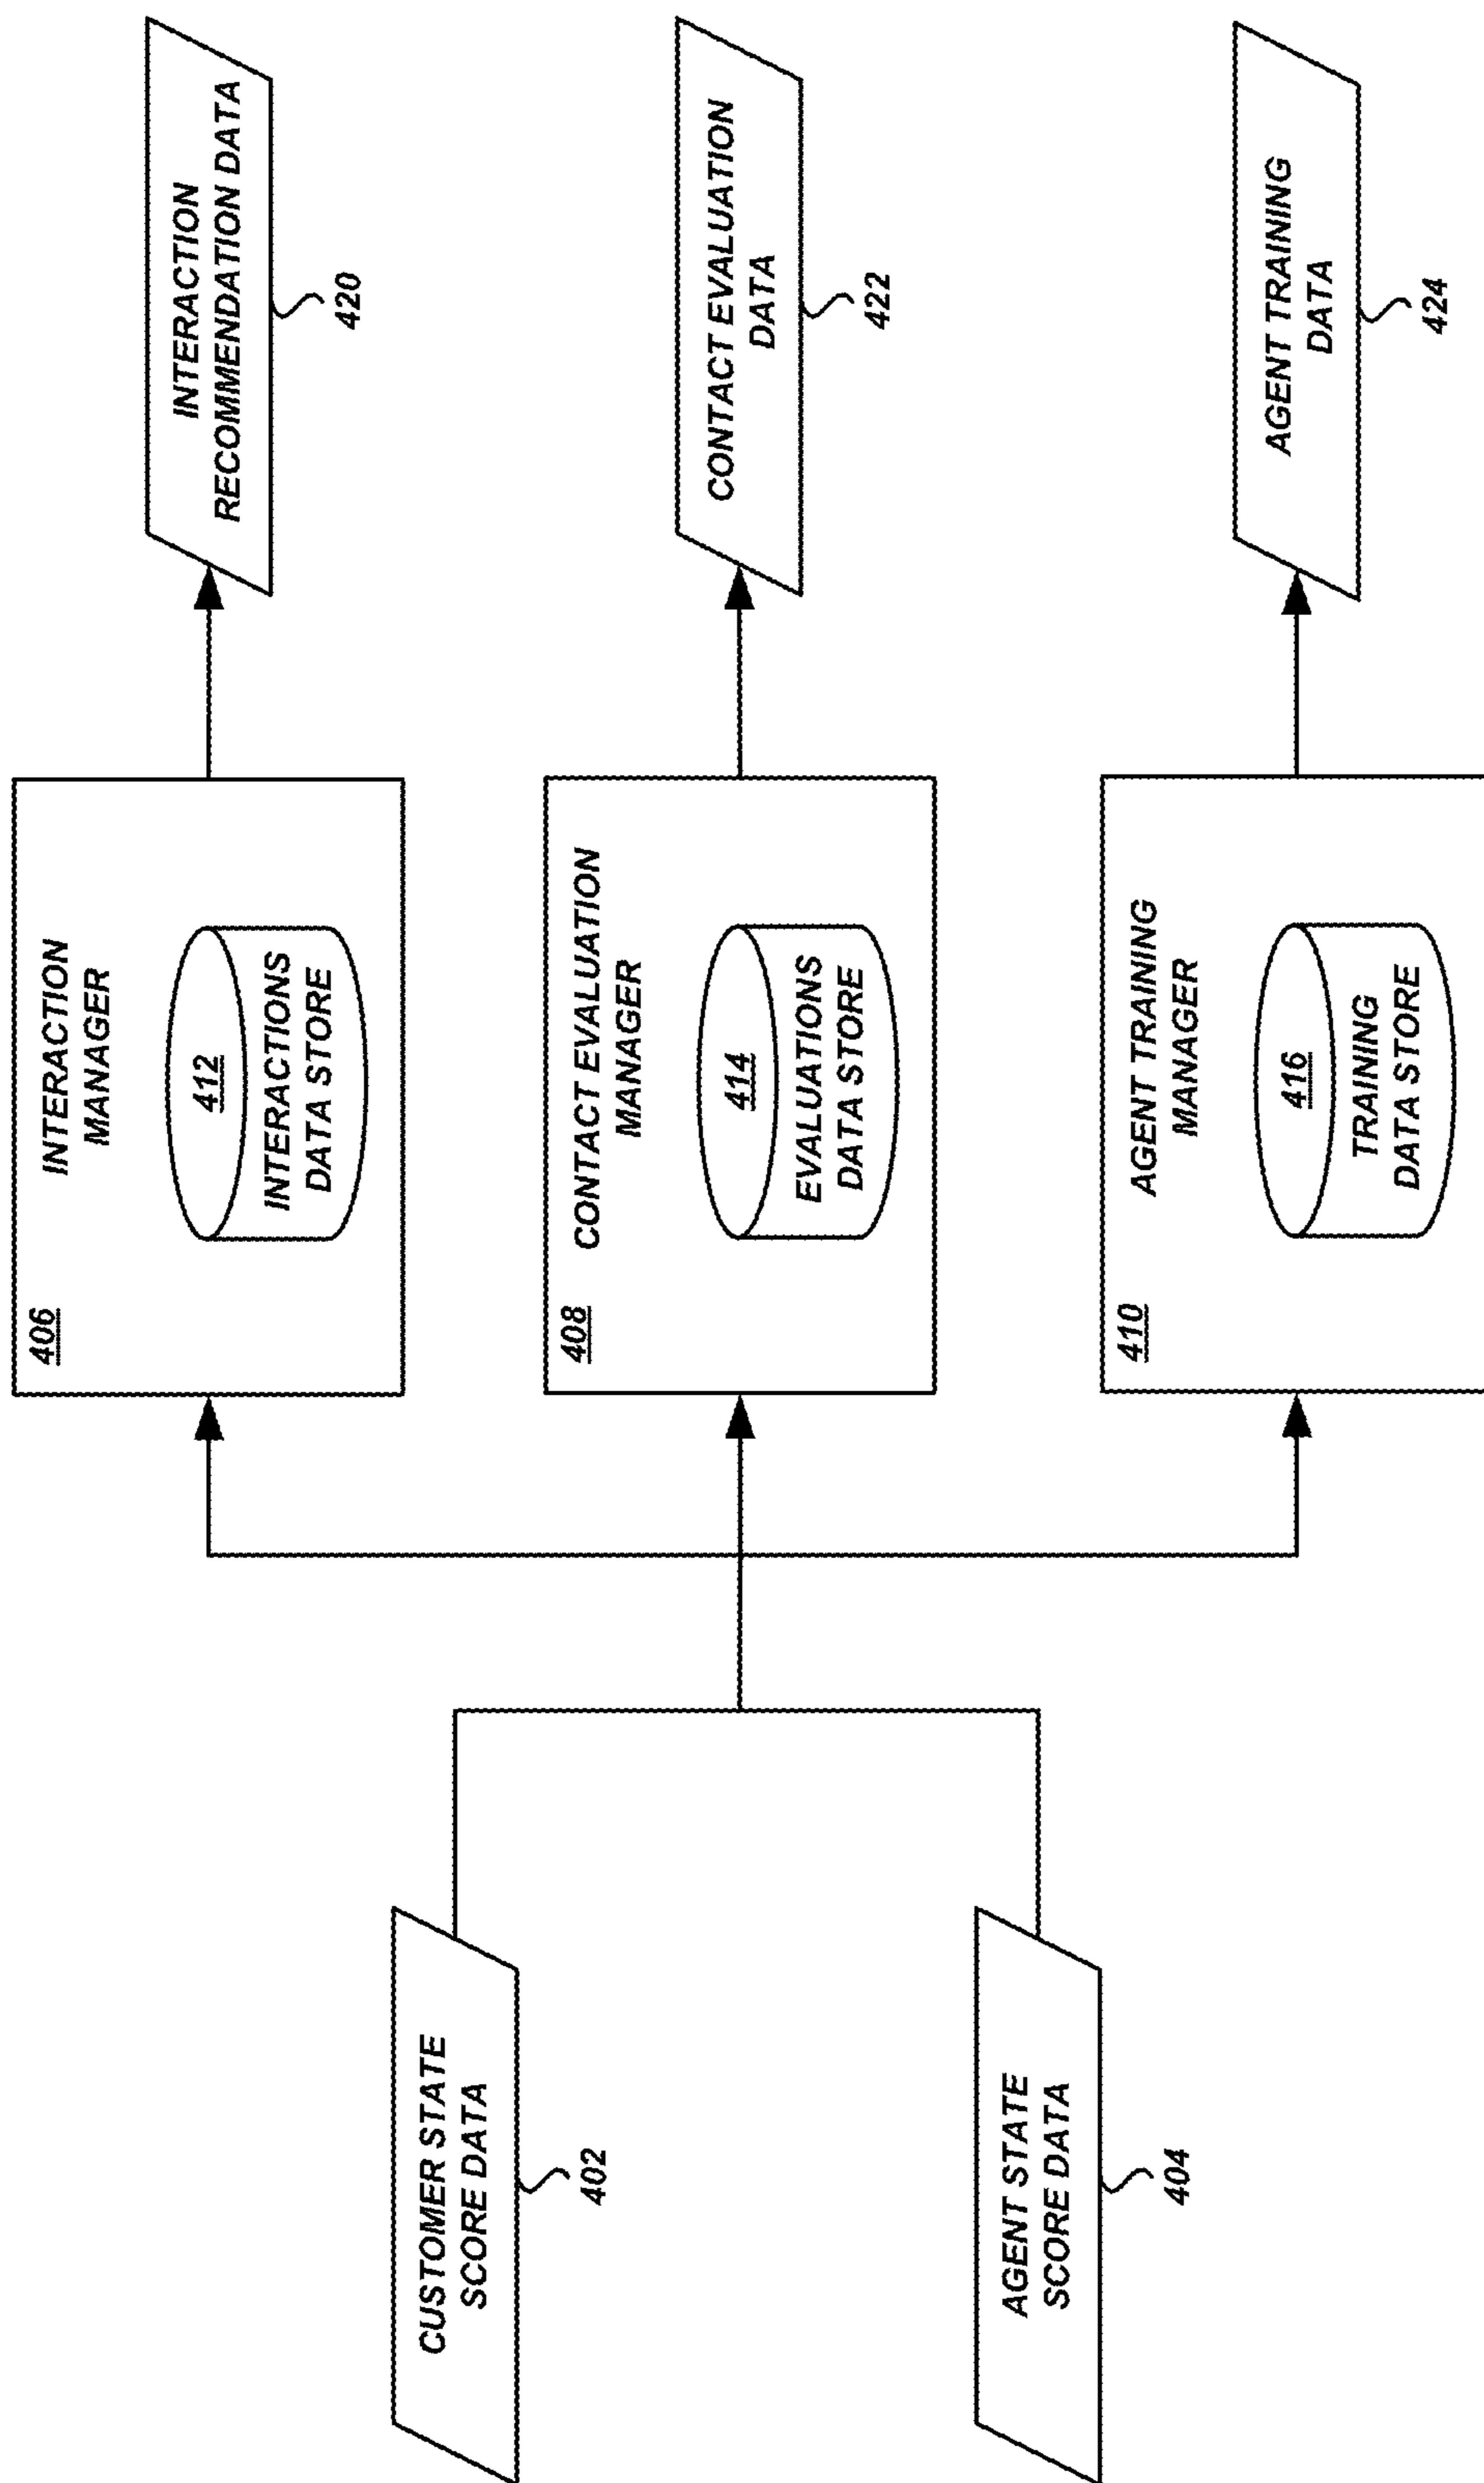 CUSTOMER STATE
SCORE DATA
402
AGENT STATE
SCORE DATA
404
406
INTERACTION
MANAGER
412
INTERACTIONS
DATA STORE
408
CONTACT EVALUATION
MANAGER
414
EVALUATIONS
DATA STORE
410
AGENT TRAINING
MANAGER
416
TRAINING
DATA STORE
INTERACTION
RECOMMENDATION DATA
420
CONTACT EVALUATION
DATA
422
AGENT TRAINING
DATA
424